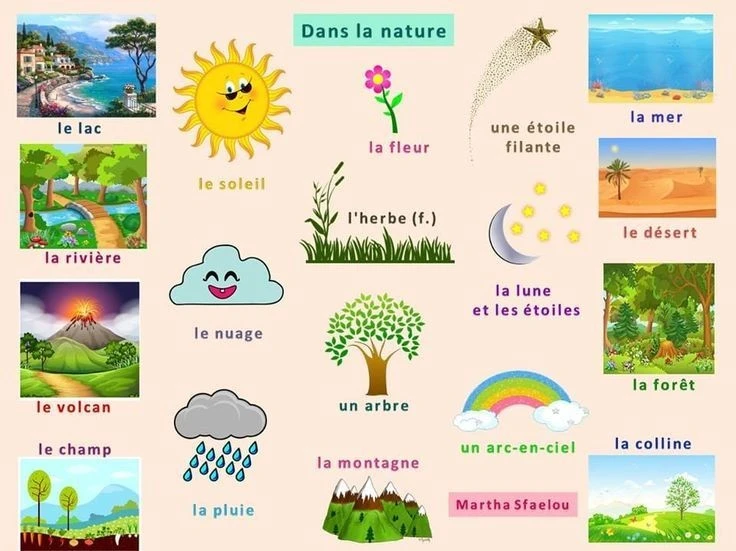 Dans la nature
le lac
le soleil
la fleur
une étoile
filante
la mer
la rivière
l'herbe (f.)
la lune
et les étoiles
le désert
le nuage
le volcan
un arbre
un arc-en-ciel
la forêt
le champ
la pluie
la montagne
Martha Sfaelou
la colline